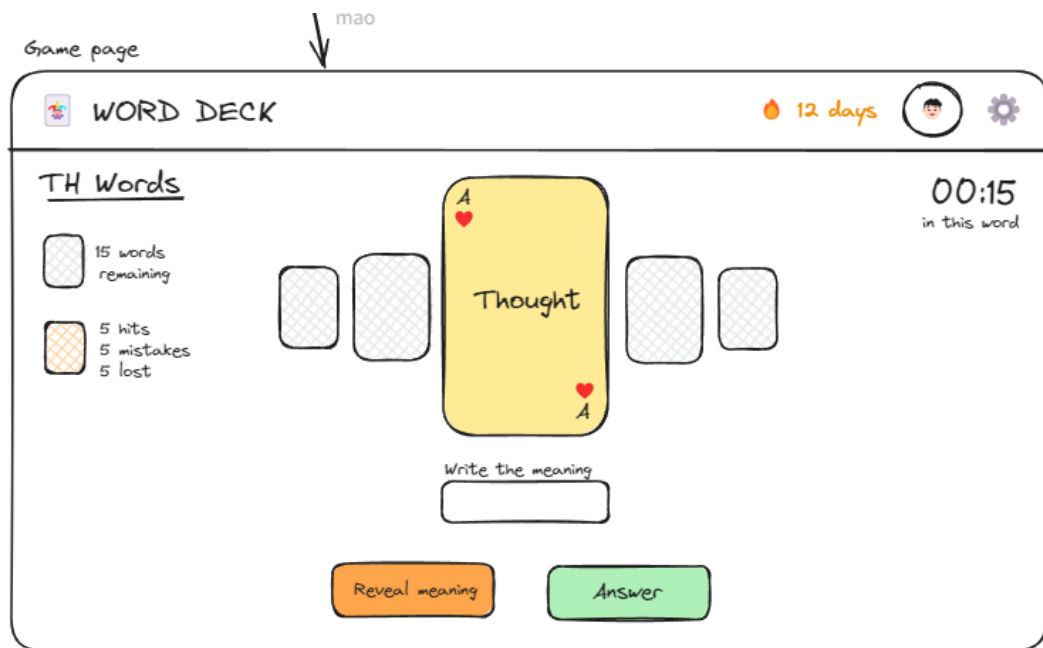 mao
Game page
WORD DECK
12 days
TH Words
15 words
remaining
5 hits
5 mistakes
5 lost
A
Thought
A
00:15
in this word
Write the meaning
Reveal meaning
Answer